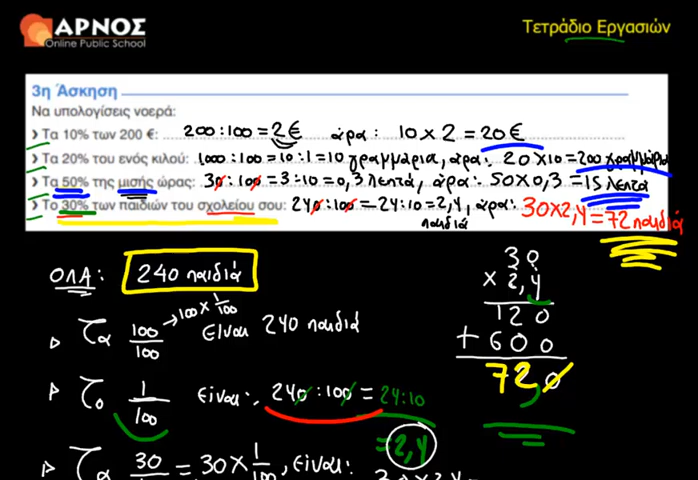 ΑΡΝΟΣ
Online Public School
Τετράδιο Εργασιών
3η Άσκηση
Να υπολογίσεις νοερά:
Τα 10% των 200 €: 200:100=2€ άρα: 10×2=20€
Τα 20% του ενός κιλού: 1000:100=10:1=10 γραμμάρια, άρα: 20×10=200 γραμμάρια
Τα 50% της μισής ώρας: 30:100=3:10=0,3 λεπτά, άρα: 50×0,3=15 λεπτά
Το 30% των παιδιών του σχολείου σου: 240:100=24:10=2,4 παιδιά, άρα: 30×2,4=72 παιδιά
ΟΛΑ: 240 παιδιά
Τα 100/100 → 100×1/100 είναι 240 παιδιά
Το 1/100 είναι: 240:100=24:10
=2,4
Τα 30/100=30×1/100, είναι:
30
× 2,4
120
+ 600
72,0